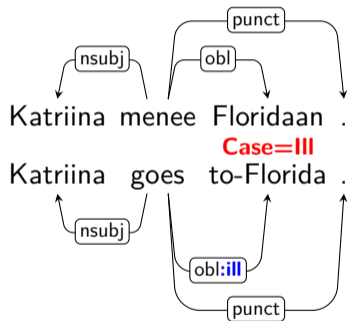 punct
nsubj obl
Katriina menee Floridaan .
Case=Ill
Katriina goes to-Florida .
nsubj
obl:ill
punct